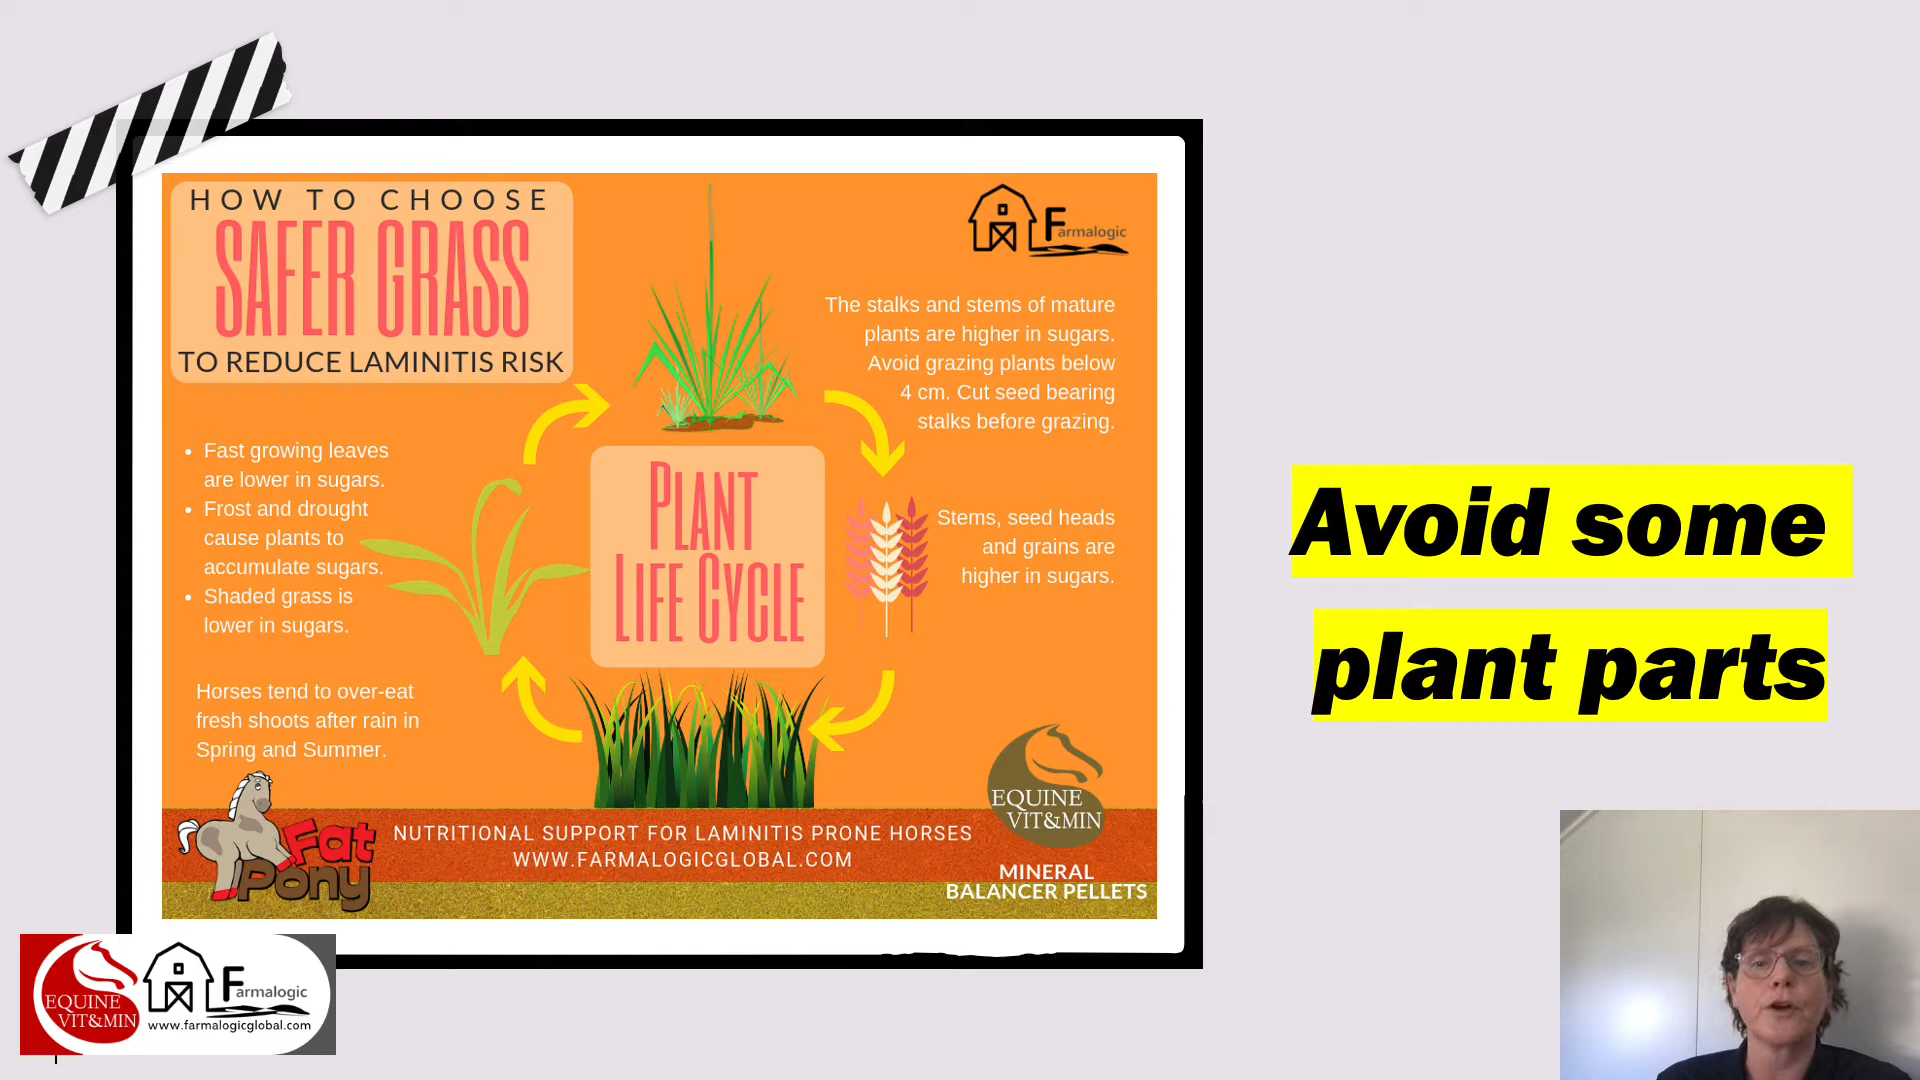 HOW TO CHOOSE
SAFER GRASS
TO REDUCE LAMINITIS RISK
Farmalogic
The stalks and stems of mature
plants are higher in sugars.
Avoid grazing plants below
4 cm. Cut seed bearing
stalks before grazing.
• Fast growing leaves
are lower in sugars.
• Frost and drought
cause plants to
accumulate sugars.
• Shaded grass is
lower in sugars.
PLANT
LIFE CYCLE
Stems, seed heads
and grains are
higher in sugars.
Horses tend to over-eat
fresh shoots after rain in
Spring and Summer.
Fat
Pony
NUTRITIONAL SUPPORT FOR LAMINITIS PRONE HORSES
WWW.FARMALOGICGLOBAL.COM
EQUINE
VIT&MIN
MINERAL
BALANCER PELLETS
Avoid some
plant parts
EQUINE
VIT&MIN
Farmalogic
www.farmalogicglobal.com